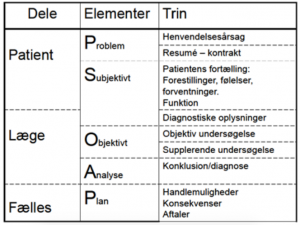 Dele Elementer Trin
Patient Problem Henvendelsesårsag
Resumé – kontrakt
Subjektivt Patientens fortælling:
Forestillinger, følelser,
forventninger.
Funktion
Læge Diagnostiske oplysninger
Objektivt Objektiv undersøgelse
Supplerende undersøgelse
Analyse Konklusion/diagnose
Fælles Plan Handlemuligheder
Konsekvenser
Aftaler